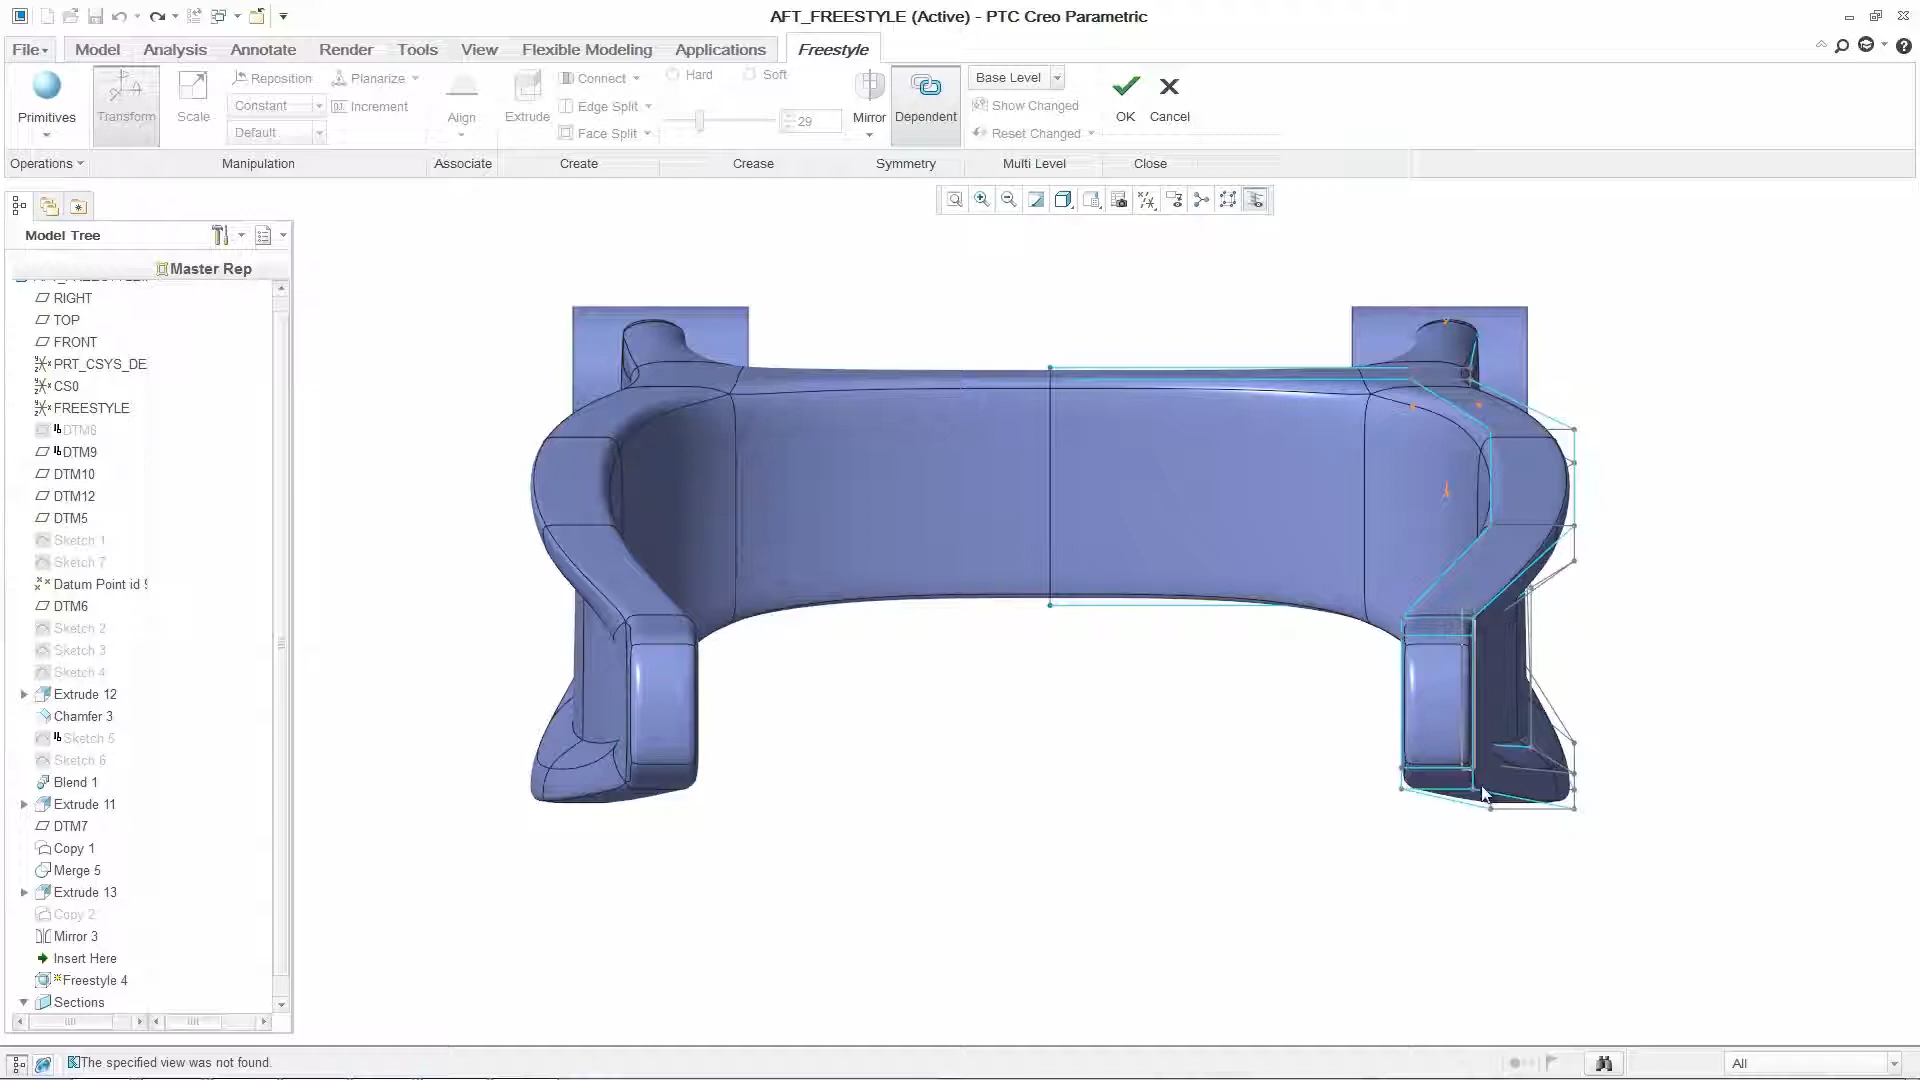 AFT_FREESTYLE (Active) - PTC Creo Parametric
File Model Analysis Annotate Render Tools View Flexible Modeling Applications Freestyle
Primitives Transform Scale Reposition Planarize
Constant Increment
Default
Align Extrude Connect
Edge Split
Face Split
Hard Soft
29
Mirror Dependent Base Level
Show Changed
Reset Changed
OK Cancel
Operations Manipulation Associate Create Crease Symmetry Multi Level Close
Model Tree
Master Rep
RIGHT
TOP
FRONT
PRT_CSYS_DE
CS0
FREESTYLE
DTM8
DTM9
DTM10
DTM12
DTM5
Sketch 1
Sketch 7
Datum Point id 9
DTM6
Sketch 2
Sketch 3
Sketch 4
Extrude 12
Chamfer 3
Sketch 5
Sketch 6
Blend 1
Extrude 11
DTM7
Copy 1
Merge 5
Extrude 13
Copy 2
Mirror 3
Insert Here
Freestyle 4
Sections
The specified view was not found.
All